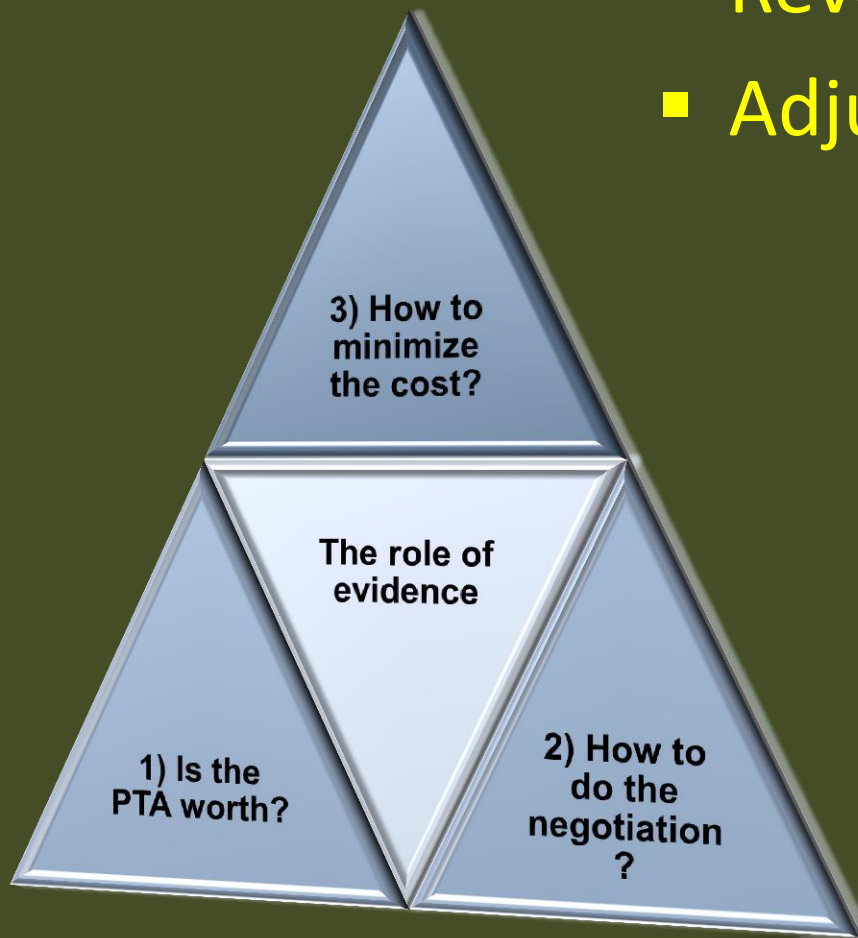 3) How to
minimize
the cost?
The role of
evidence
1) Is the
PTA worth?
2) How to
do the
negotiation
?